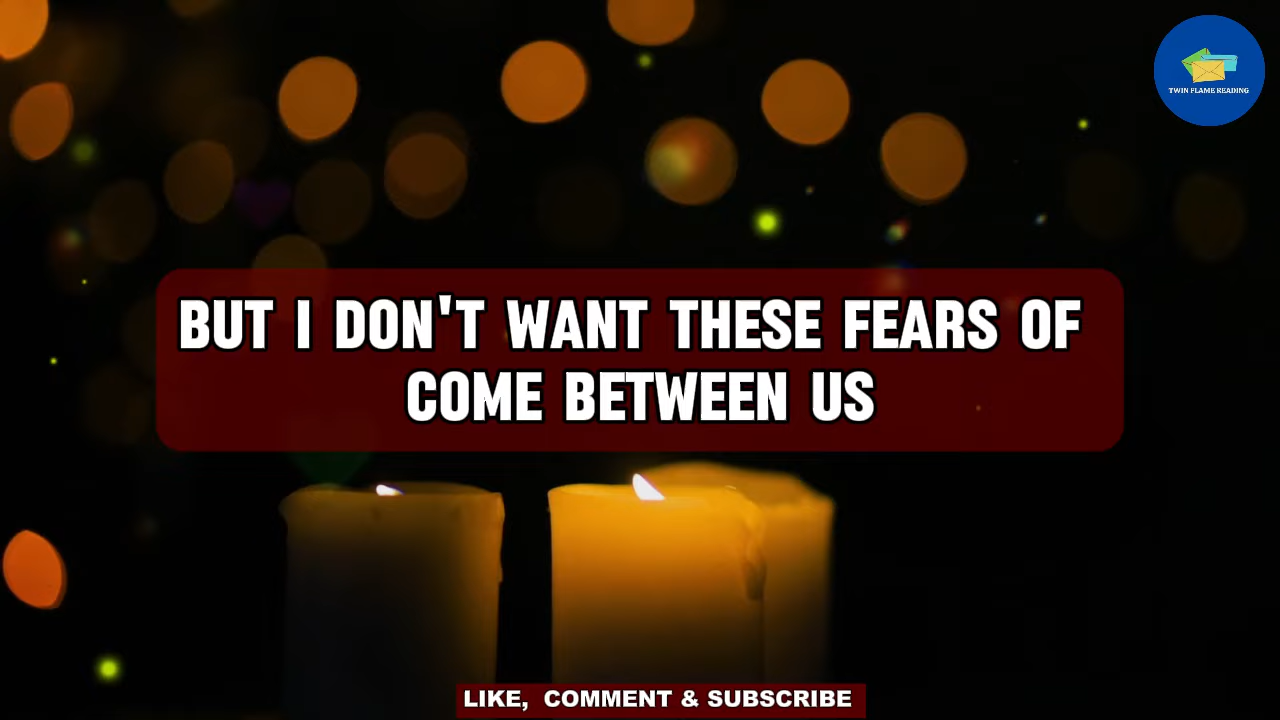 TWIN FLAME READING
BUT I DON'T WANT THESE FEARS OF
COME BETWEEN US
LIKE, COMMENT & SUBSCRIBE